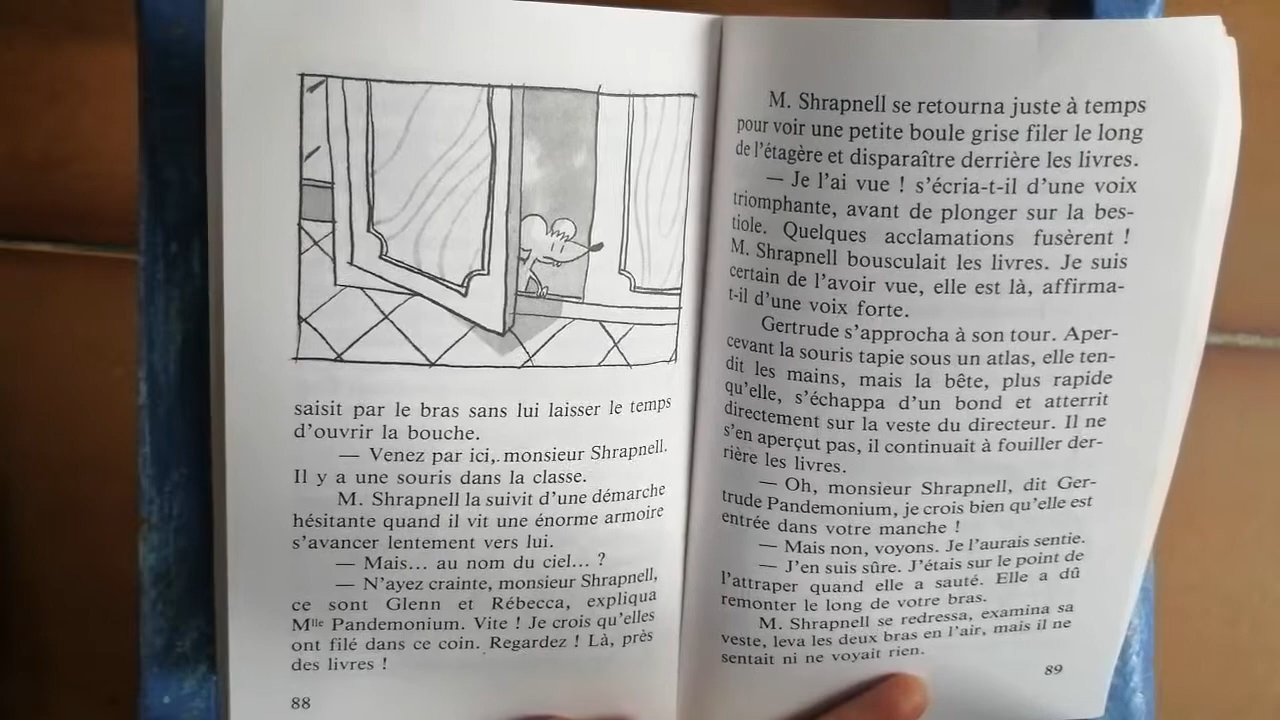 saisit par le bras sans lui laisser le temps
d'ouvrir la bouche.
— Venez par ici, monsieur Shrapnell.
Il y a une souris dans la classe.
M. Shrapnell la suivit d'une démarche
hésitante quand il vit une énorme armoire
s'avancer lentement vers lui.
— Mais... au nom du ciel... ?
— N'ayez crainte, monsieur Shrapnell,
ce sont Glenn et Rébecca, expliqua
Mlle Pandemonium. Vite ! Je crois qu'elles
ont filé dans ce coin. Regardez ! Là, près
des livres !
88
M. Shrapnell se retourna juste à temps
pour voir une petite boule grise filer le long
de l'étagère et disparaître derrière les livres.
— Je l'ai vue ! s'écria-t-il d'une voix
triomphante, avant de plonger sur la bes-
tiole. Quelques acclamations fusèrent !
M. Shrapnell bousculait les livres. Je suis
certain de l'avoir vue, elle est là, affirma-
t-il d'une voix forte.
Gertrude s'approcha à son tour. Aper-
cevant la souris tapie sous un atlas, elle ten-
dit les mains, mais la bête, plus rapide
qu'elle, s'échappa d'un bond et atterrit
directement sur la veste du directeur. Il ne
s'en aperçut pas, il continuait à fouiller der-
rière les livres.
— Oh, monsieur Shrapnell, dit Ger-
trude Pandemonium, je crois bien qu'elle est
entrée dans votre manche !
— Mais non, voyons. Je l'aurais sentie.
— J'en suis sûre. J'étais sur le point de
l'attraper quand elle a sauté. Elle a dû
remonter le long de votre bras.
M. Shrapnell se redressa, examina sa
veste, leva les deux bras en l'air, mais il ne
sentait ni ne voyait rien.
89